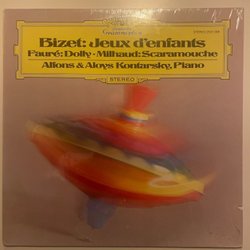 Bizet: Jeux d'enfants
Fauré: Dolly · Milhaud: Scaramouche
Alfons & Aloys Kontarsky, Piano
STEREO